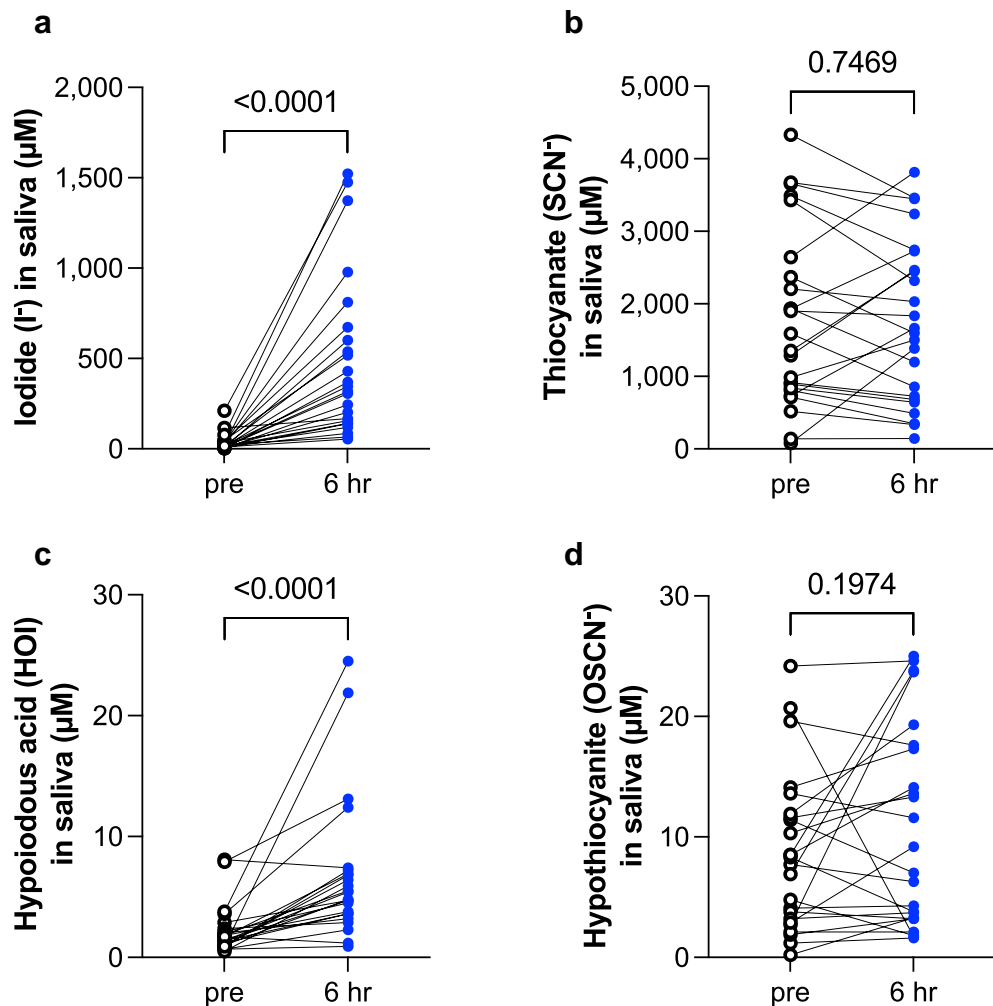 a
<0.0001
2,000
1,500
1,000
500
0
Iodide (I⁻) in saliva (µM)
pre
6 hr
b
0.7469
5,000
4,000
3,000
2,000
1,000
0
Thiocyanate (SCN⁻)
in saliva (µM)
pre
6 hr
c
<0.0001
30
20
10
0
Hypoiodous acid (HOI)
in saliva (µM)
pre
6 hr
d
0.1974
30
20
10
0
Hypothiocyanite (OSCN⁻)
in saliva (µM)
pre
6 hr